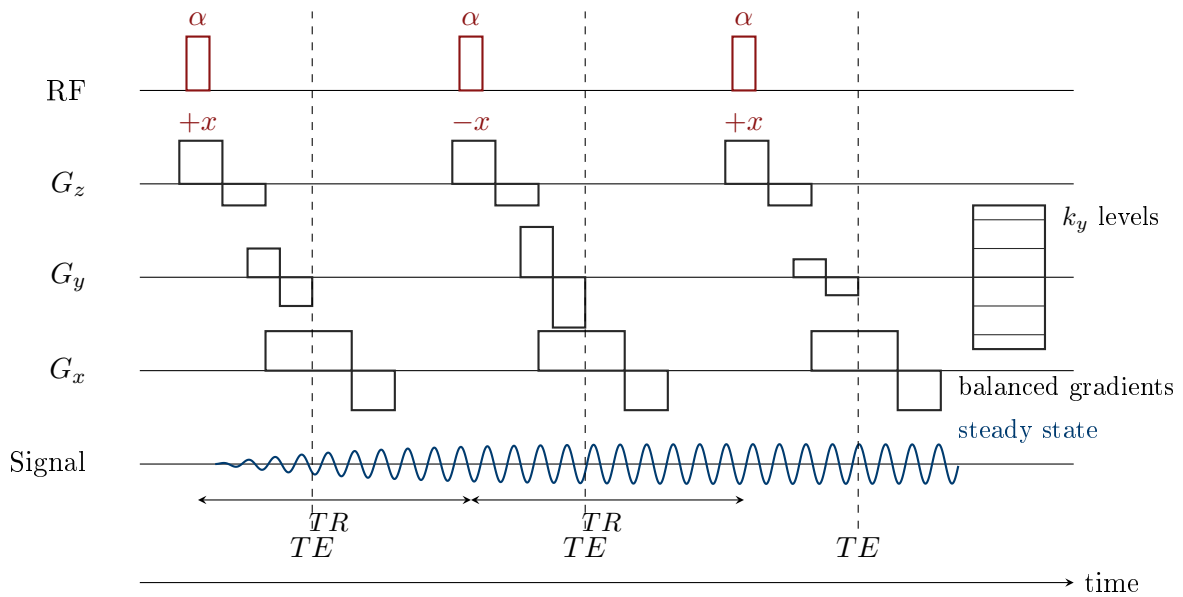 α α α
RF
+x −x +x
G_z
k_y levels
G_y
G_x
balanced gradients
steady state
Signal
TR TR
TE TE TE
time